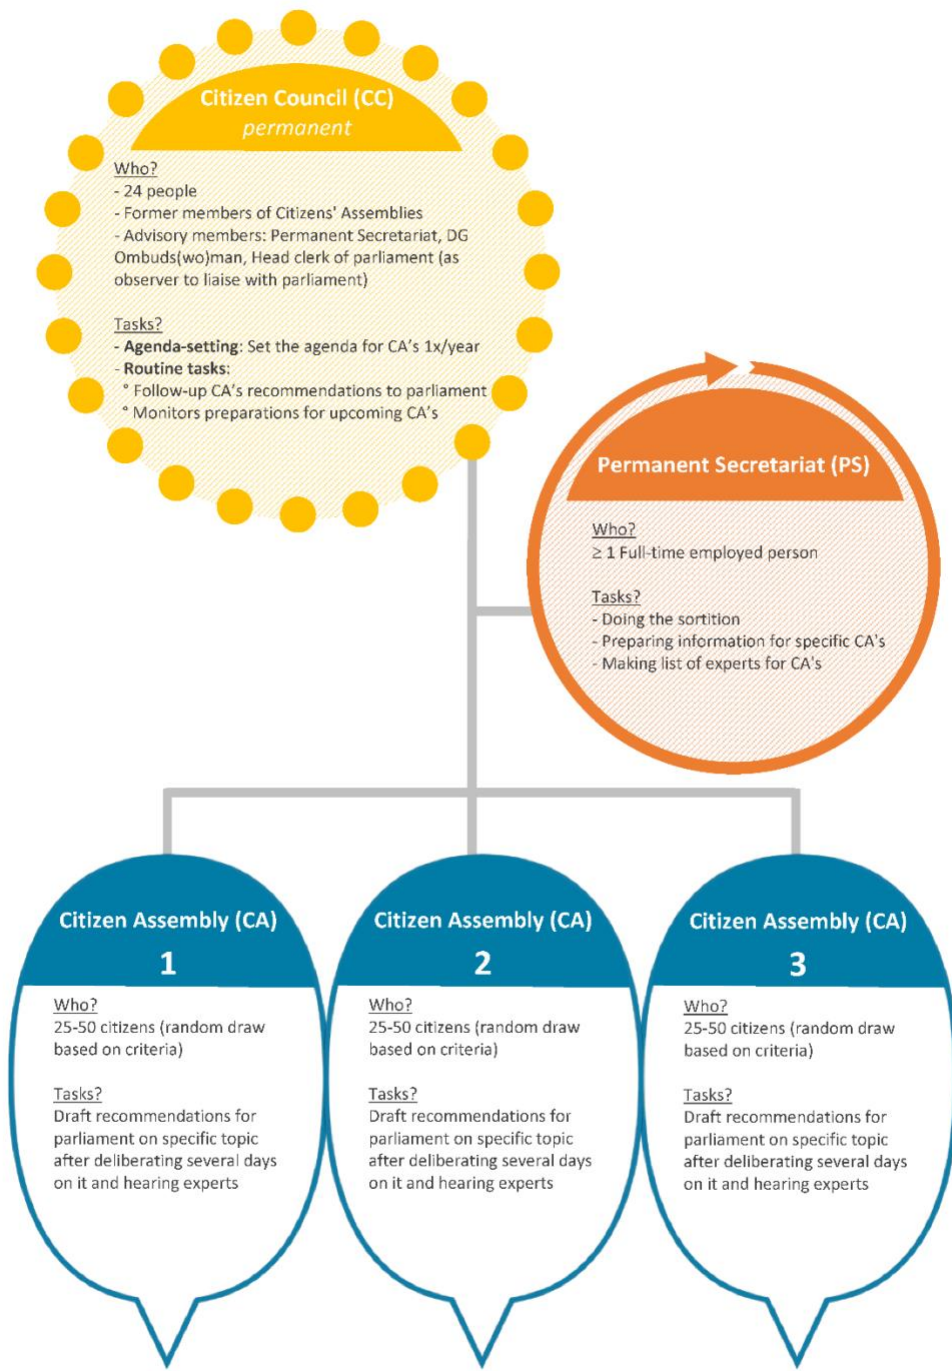 Citizen Council (CC)
permanent
Who?
- 24 people
- Former members of Citizens' Assemblies
- Advisory members: Permanent Secretariat, DG
Ombuds(wo)man, Head clerk of parliament (as
observer to liaise with parliament)
Tasks?
- Agenda-setting: Set the agenda for CA's 1x/year
- Routine tasks:
° Follow-up CA's recommendations to parliament
° Monitors preparations for upcoming CA's
Permanent Secretariat (PS)
Who?
≥ 1 Full-time employed person
Tasks?
- Doing the sortition
- Preparing information for specific CA's
- Making list of experts for CA's
Citizen Assembly (CA)
1
Who?
25-50 citizens (random draw
based on criteria)
Tasks?
Draft recommendations for
parliament on specific topic
after deliberating several days
on it and hearing experts
Citizen Assembly (CA)
2
Who?
25-50 citizens (random draw
based on criteria)
Tasks?
Draft recommendations for
parliament on specific topic
after deliberating several days
on it and hearing experts
Citizen Assembly (CA)
3
Who?
25-50 citizens (random draw
based on criteria)
Tasks?
Draft recommendations for
parliament on specific topic
after deliberating several days
on it and hearing experts